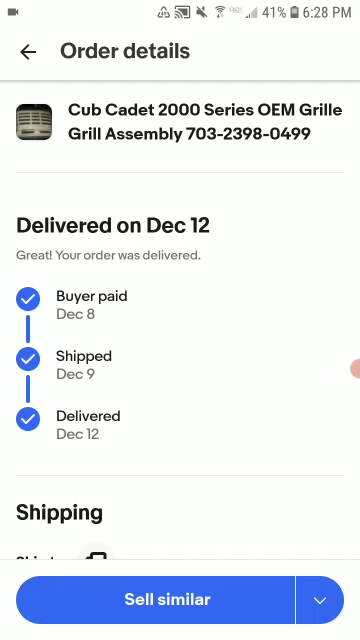 41% 6:28 PM
Order details
Cub Cadet 2000 Series OEM Grille
Grill Assembly 703-2398-0499
Delivered on Dec 12
Great! Your order was delivered.
Buyer paid
Dec 8
Shipped
Dec 9
Delivered
Dec 12
Shipping
Sell similar